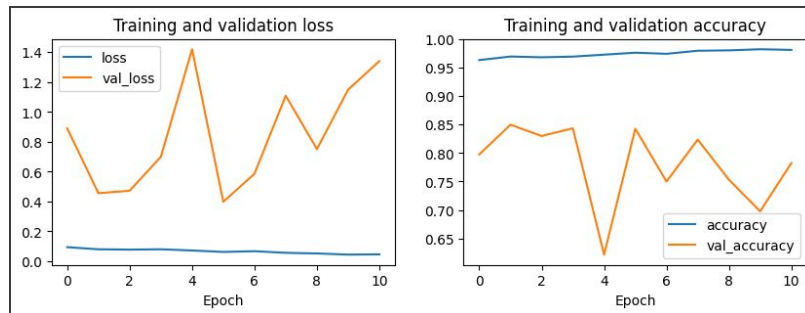 Training and validation loss
1.4
1.2
1.0
0.8
0.6
0.4
0.2
0.0
loss
val_loss
0 2 4 6 8 10
Epoch
Training and validation accuracy
1.00
0.95
0.90
0.85
0.80
0.75
0.70
0.65
accuracy
val_accuracy
0 2 4 6 8 10
Epoch